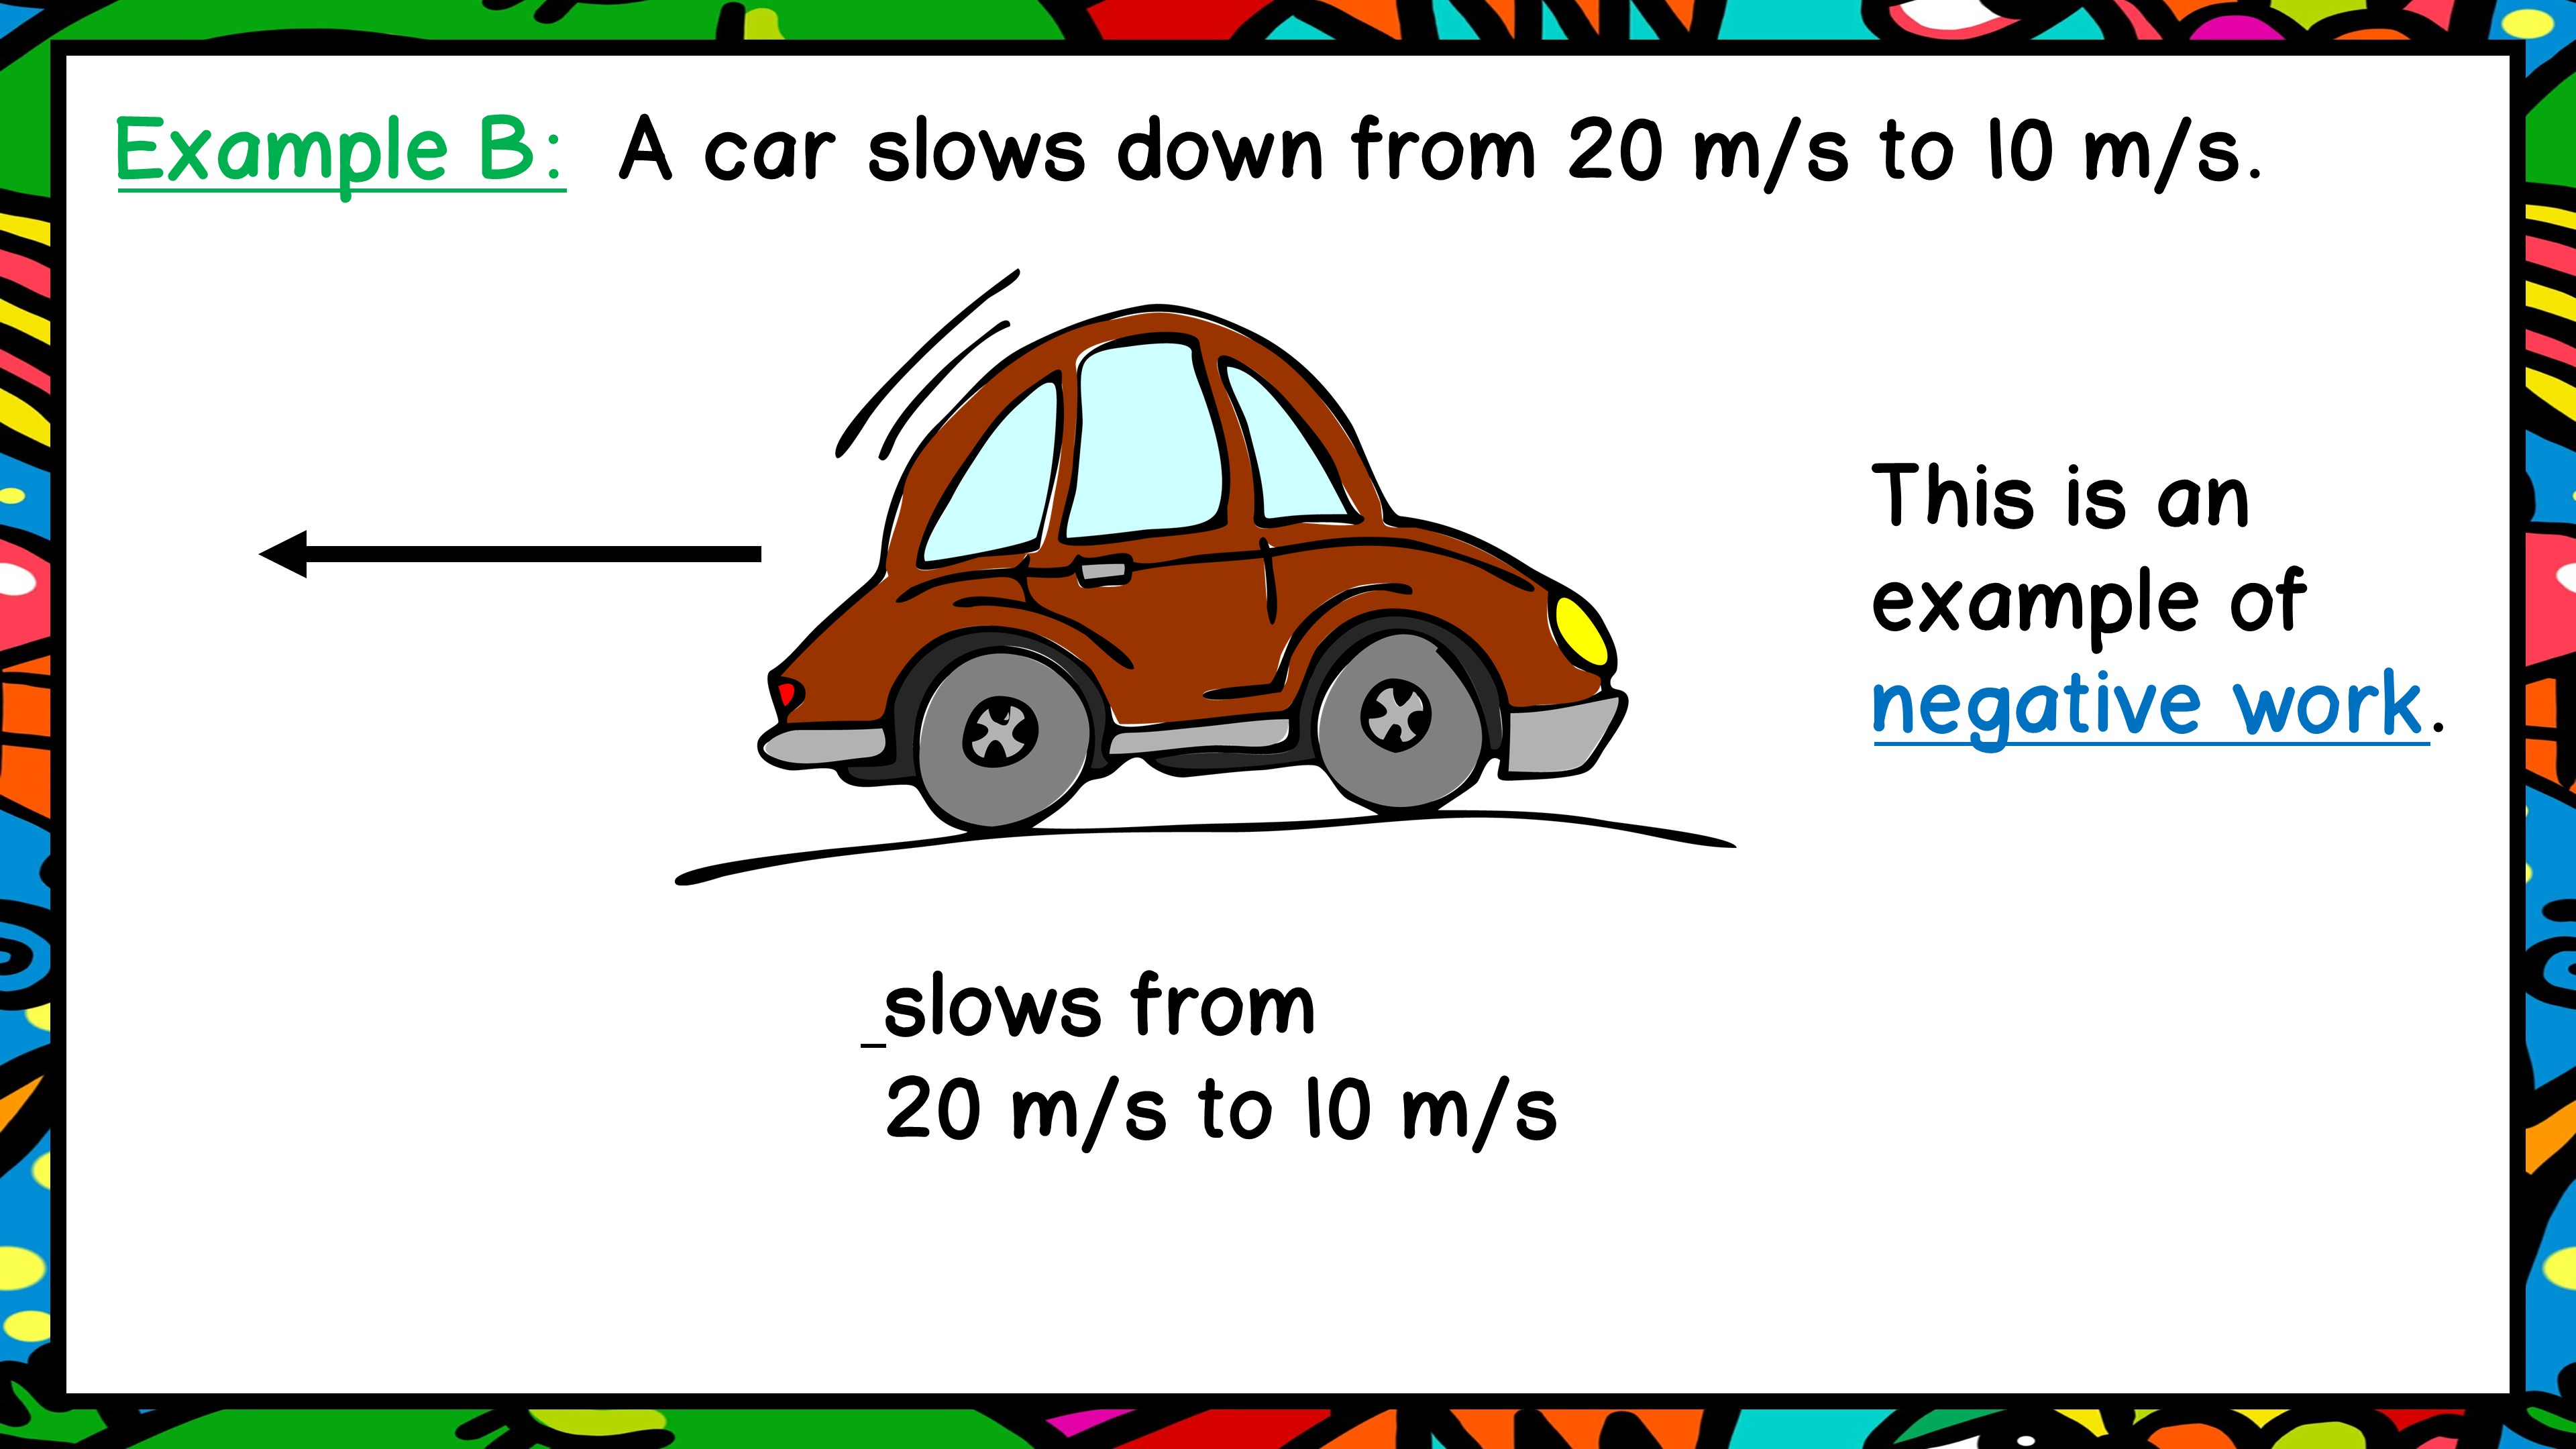 Example B: A car slows down from 20 m/s to 10 m/s.
This is an
example of
negative work.
_slows from
20 m/s to 10 m/s